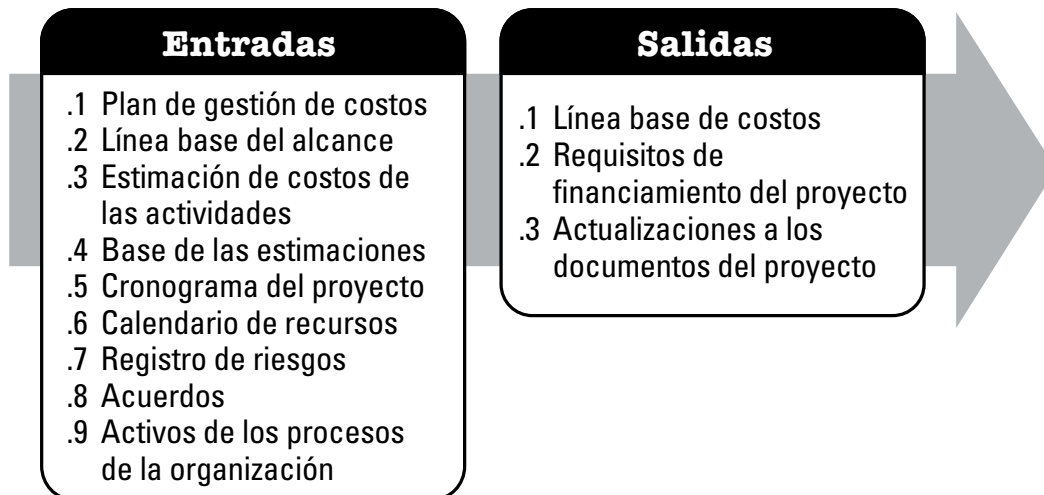 Entradas
.1 Plan de gestión de costos
.2 Línea base del alcance
.3 Estimación de costos de
las actividades
.4 Base de las estimaciones
.5 Cronograma del proyecto
.6 Calendario de recursos
.7 Registro de riesgos
.8 Acuerdos
.9 Activos de los procesos
de la organización
Salidas
.1 Línea base de costos
.2 Requisitos de
financiamiento del proyecto
.3 Actualizaciones a los
documentos del proyecto